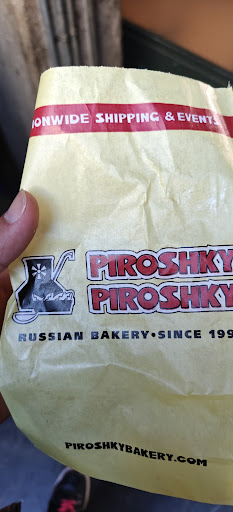 ONWIDE SHIPPING & EVENTS
PIROSHKY
PIROSHKY
RUSSIAN BAKERY•SINCE 199
PIROSHKYBAKERY.COM